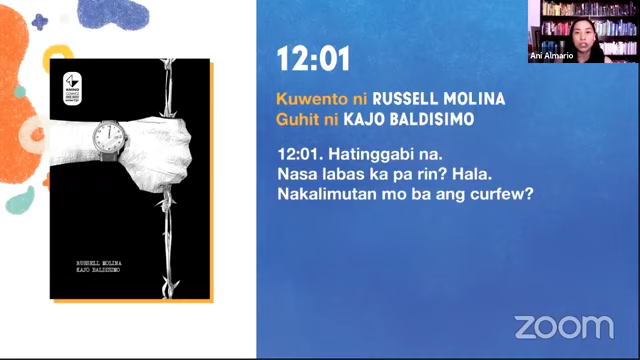 12:01
Kuwento ni RUSSELL MOLINA
Guhit ni KAJO BALDISIMO
12:01. Hatinggabi na.
Nasa labas ka pa rin? Hala.
Nakalimutan mo ba ang curfew?
RUSSELL MOLINA
KAJO BALDISIMO
Ani Almario
zoom